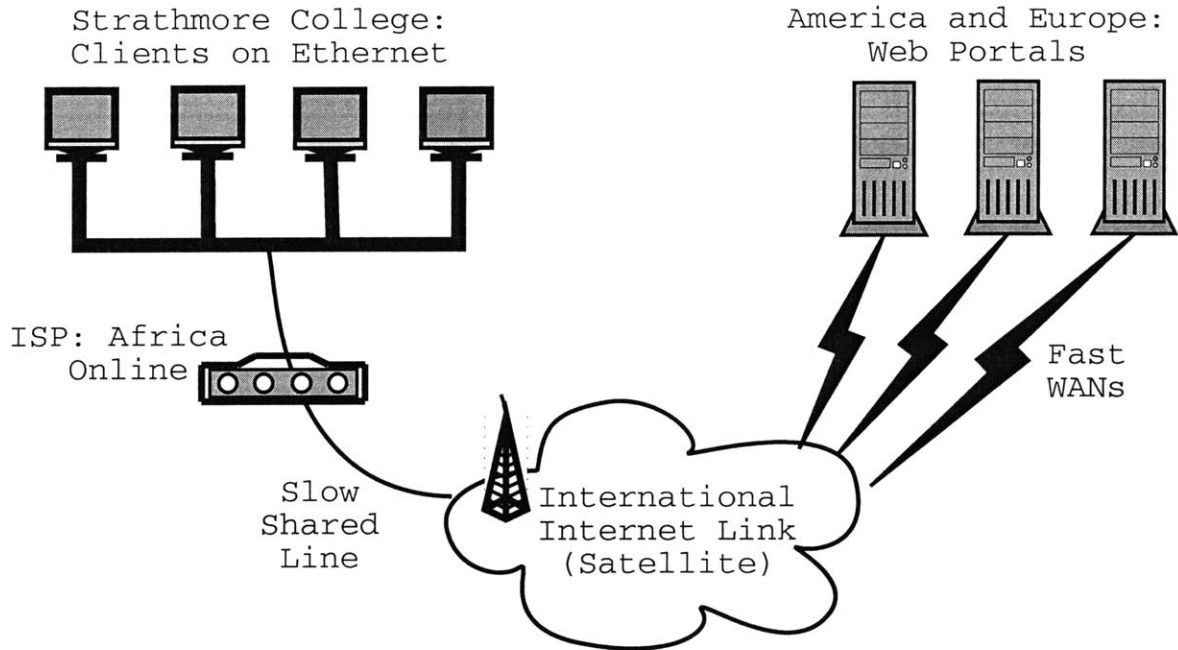 Strathmore College:
Clients on Ethernet
America and Europe:
Web Portals
ISP: Africa
Online
Fast
WANs
Slow
Shared
Line
International
Internet Link
(Satellite)